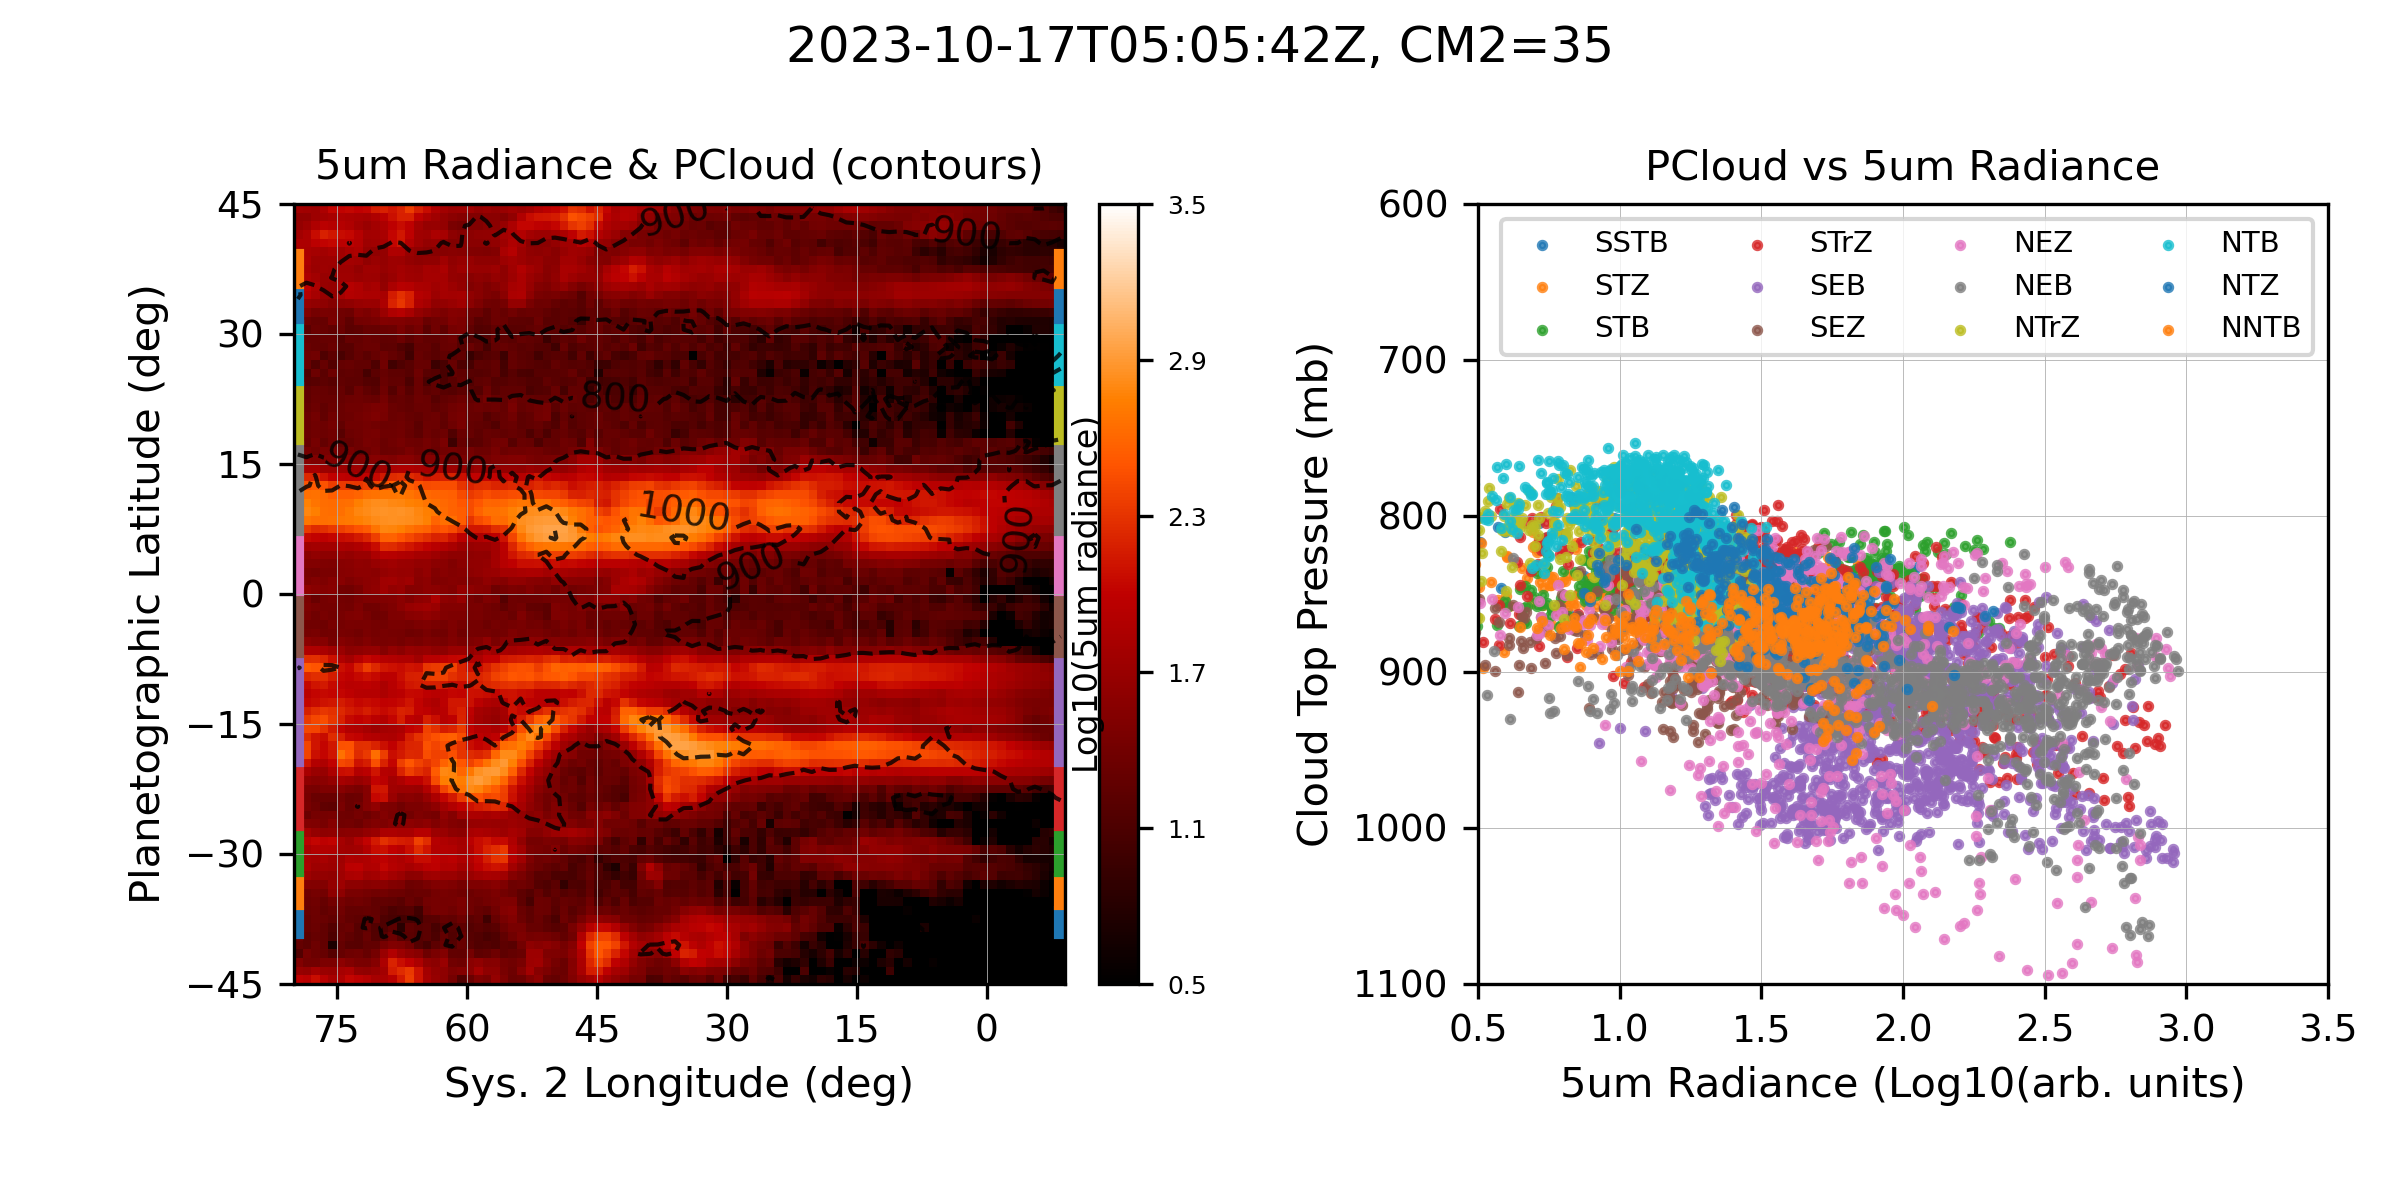 2023-10-17T05:05:42Z, CM2=35
5um Radiance & PCloud (contours)
Planetographic Latitude (deg)
45
30
15
0
−15
−30
−45
75 60 45 30 15 0
Sys. 2 Longitude (deg)
900
900
800
900
900
1000
900
900
Log10(5um radiance)
3.5
2.9
2.3
1.7
1.1
0.5
PCloud vs 5um Radiance
Cloud Top Pressure (mb)
600
700
800
900
1000
1100
SSTB STrZ NEZ NTB
STZ SEB NEB NTZ
STB SEZ NTrZ NNTB
0.5 1.0 1.5 2.0 2.5 3.0 3.5
5um Radiance (Log10(arb. units)